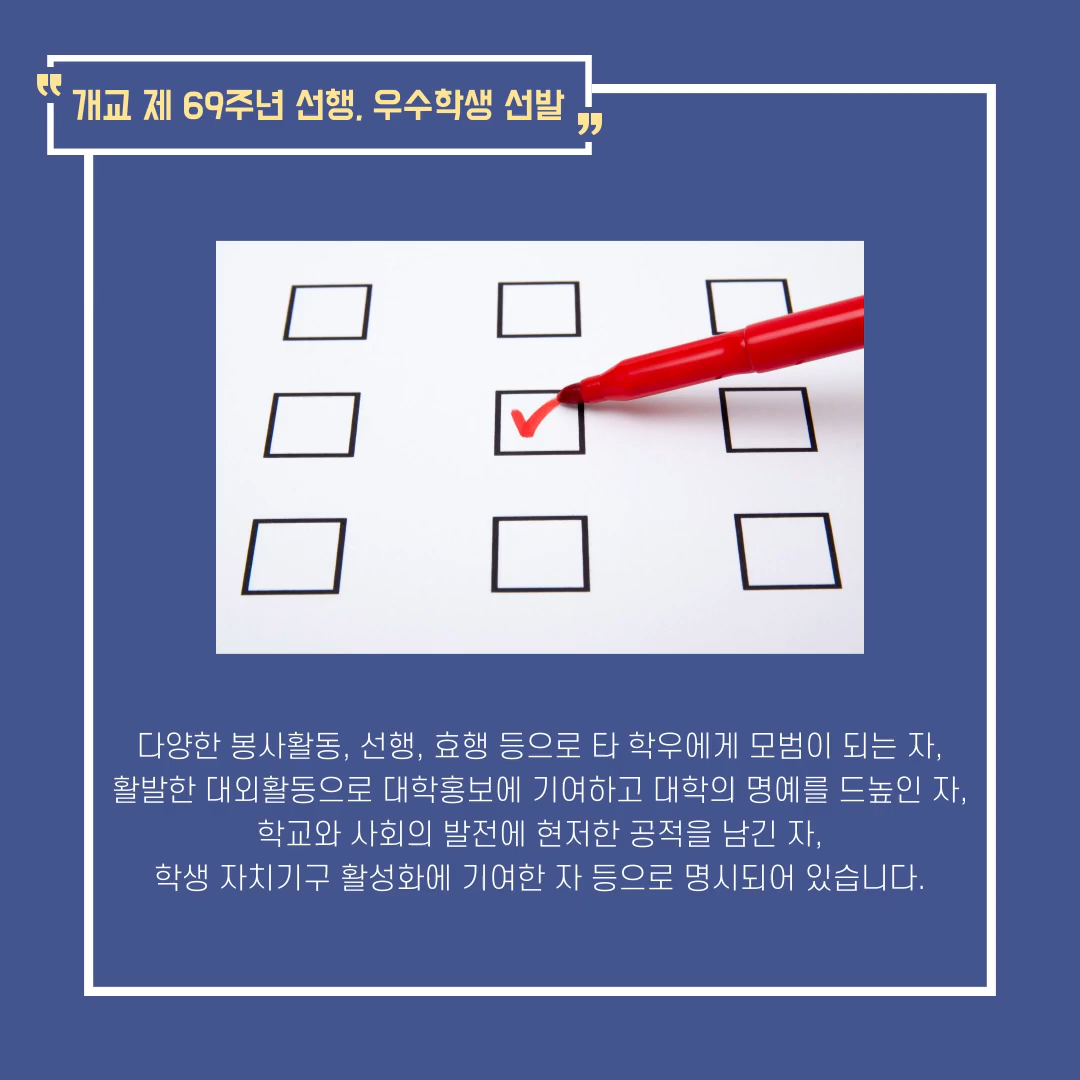 "개교 제 69주년 선행, 우수학생 선발"
다양한 봉사활동, 선행, 효행 등으로 타 학우에게 모범이 되는 자,
활발한 대외활동으로 대학홍보에 기여하고 대학의 명예를 드높인 자,
학교와 사회의 발전에 현저한 공적을 남긴 자,
학생 자치기구 활성화에 기여한 자 등으로 명시되어 있습니다.